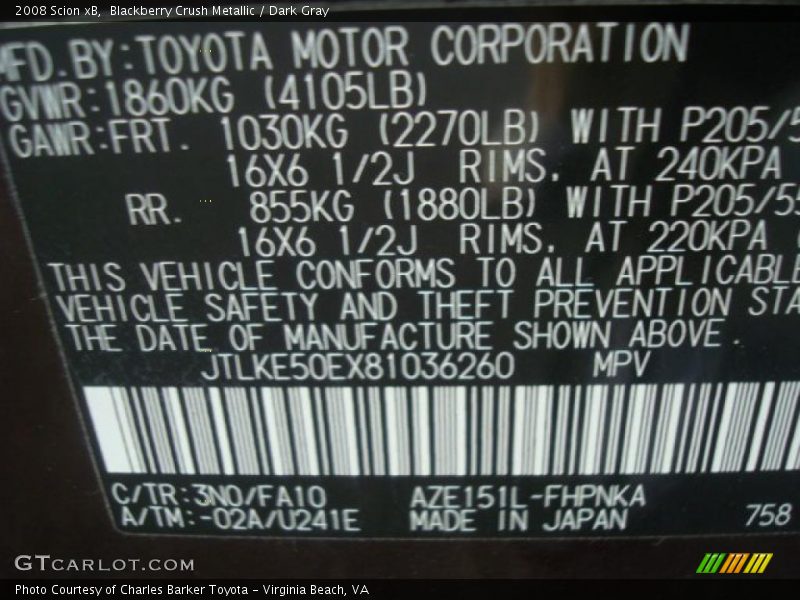 2008 Scion xB,  Blackberry Crush Metallic / Dark Gray
MFD.BY:TOYOTA MOTOR CORPORATION
GVWR:1860KG (4105LB)
GAWR:FRT. 1030KG (2270LB) WITH P205/5
16X6 1/2J RIMS. AT 240KPA
RR. 855KG (1880LB) WITH P205/55
16X6 1/2J RIMS. AT 220KPA (
THIS VEHICLE CONFORMS TO ALL APPLICABLE
VEHICLE SAFETY AND THEFT PREVENTION STA
THE DATE OF MANUFACTURE SHOWN ABOVE.
JTLKE50EX81036260 MPV
C/TR:3N0/FA10 AZE151L-FHPNKA
A/TM:-02A/U241E MADE IN JAPAN 758
GTCARLOT.COM
Photo Courtesy of Charles Barker Toyota - Virginia Beach, VA